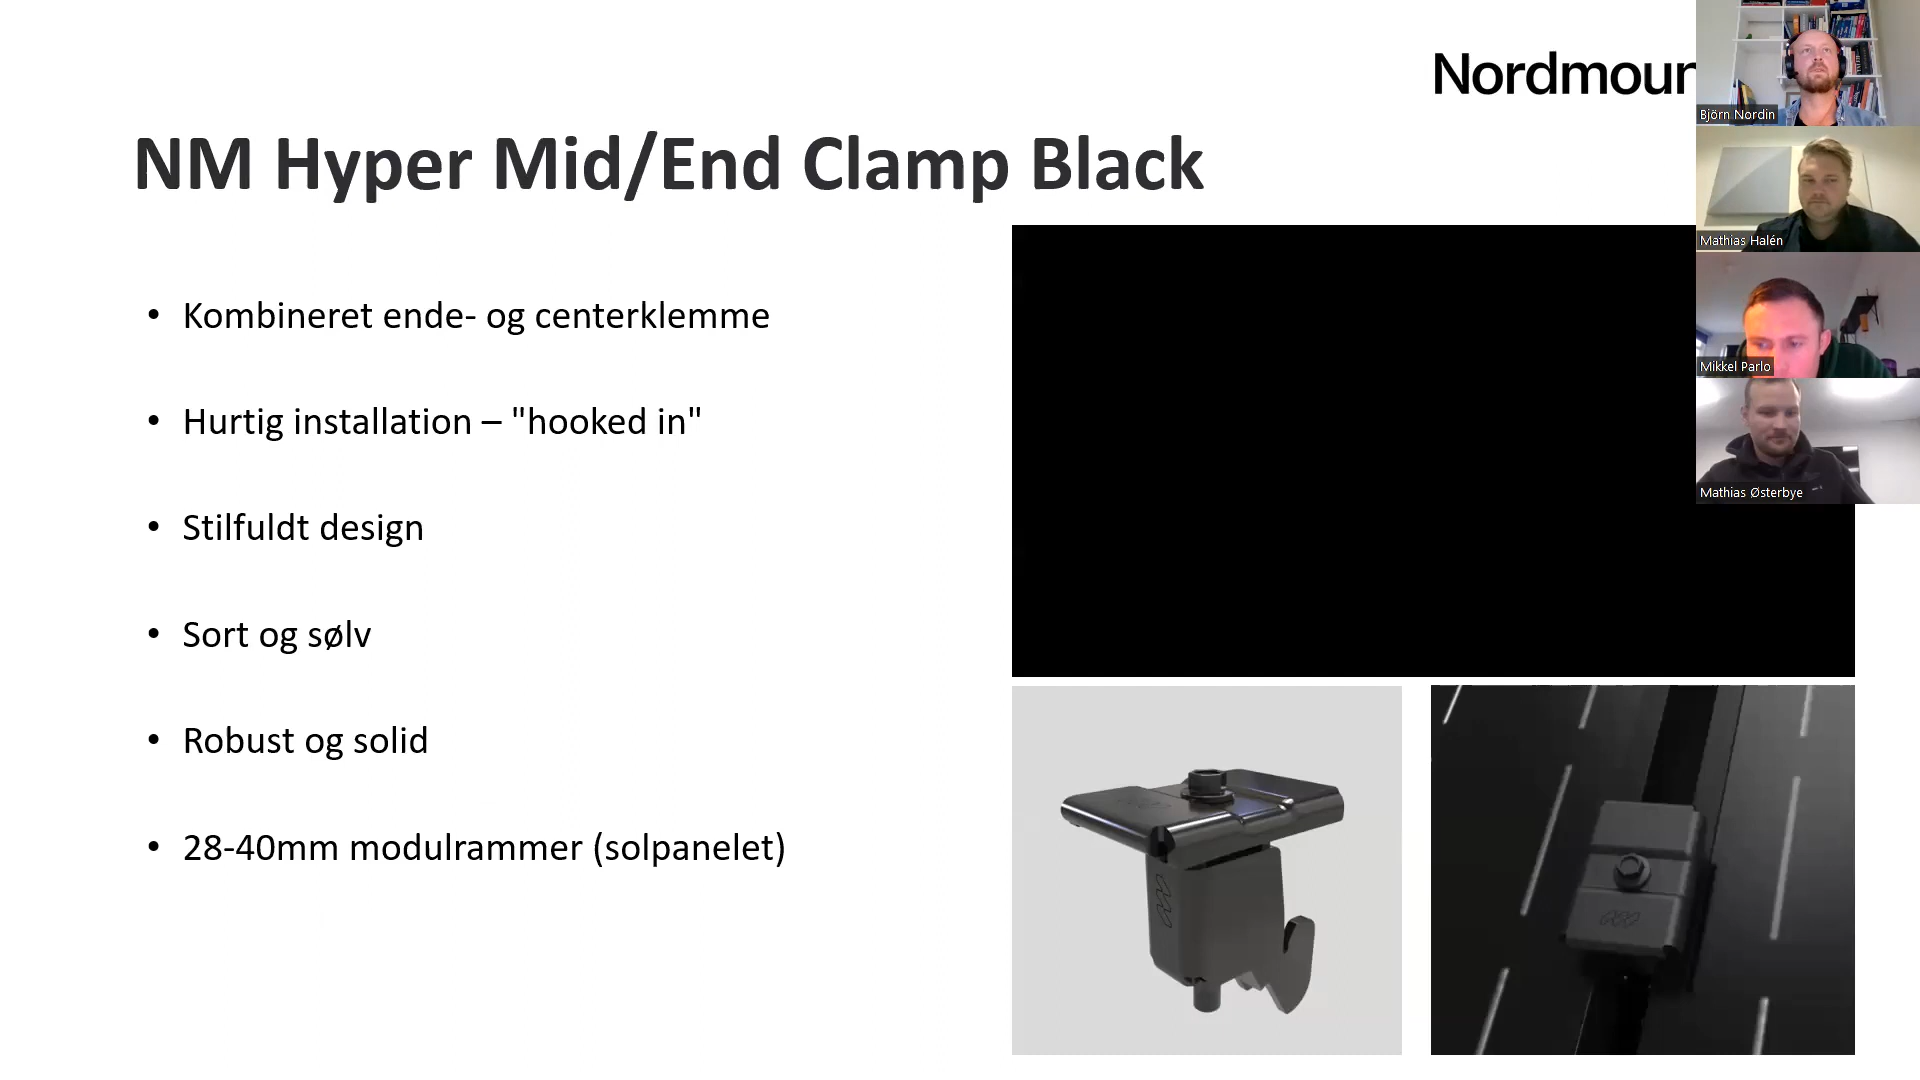 Nordmoun
NM Hyper Mid/End Clamp Black
• Kombineret ende- og centerklemme
• Hurtig installation – "hooked in"
• Stilfuldt design
• Sort og sølv
• Robust og solid
• 28-40mm modulrammer (solpanelet)
Björn Nordin
Mathias Halén
Mikkel Parlo
Mathias Østerbye